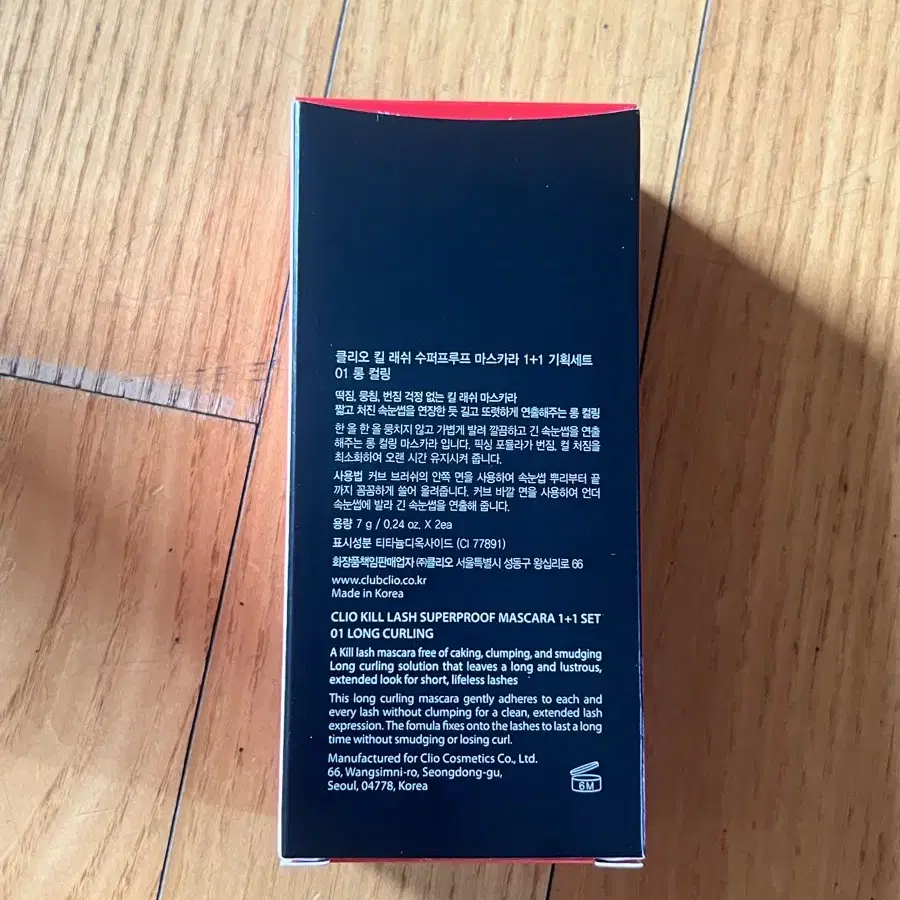 클리오 킬 래쉬 수퍼프루프 마스카라 1+1 기획세트
01 롱 컬링
떡짐, 뭉침, 번짐 걱정 없는 킬 래쉬 마스카라
짧고 처진 속눈썹을 연장한 듯 길고 또렷하게 연출해주는 롱 컬링
한 올 한 올 뭉치지 않고 가볍게 발려 깔끔하고 긴 속눈썹을 연출
해주는 롱 컬링 마스카라 입니다. 픽싱 포뮬라가 번짐, 컬 처짐을
최소화하여 오랜 시간 유지시켜 줍니다.
사용법 커브 브러쉬의 안쪽 면을 사용하여 속눈썹 뿌리부터 끝
까지 꼼꼼하게 쓸어 올려줍니다. 커브 바깥 면을 사용하여 언더
속눈썹에 발라 긴 속눈썹을 연출해 줍니다.
용량 7 g / 0.24 oz. X 2ea
표시성분 티타늄디옥사이드 (CI 77891)
화장품책임판매업자 ㈜클리오 서울특별시 성동구 왕십리로 66
www.clubclio.co.kr
Made in Korea
CLIO KILL LASH SUPERPROOF MASCARA 1+1 SET
01 LONG CURLING
A Kill lash mascara free of caking, clumping, and smudging
Long curling solution that leaves a long and lustrous,
extended look for short, lifeless lashes
This long curling mascara gently adheres to each and
every lash without clumping for a clean, extended lash
expression. The fomula fixes onto the lashes to last a long
time without smudging or losing curl.
Manufactured for Clio Cosmetics Co., Ltd.
66, Wangsimni-ro, Seongdong-gu,
Seoul, 04778, Korea
6M